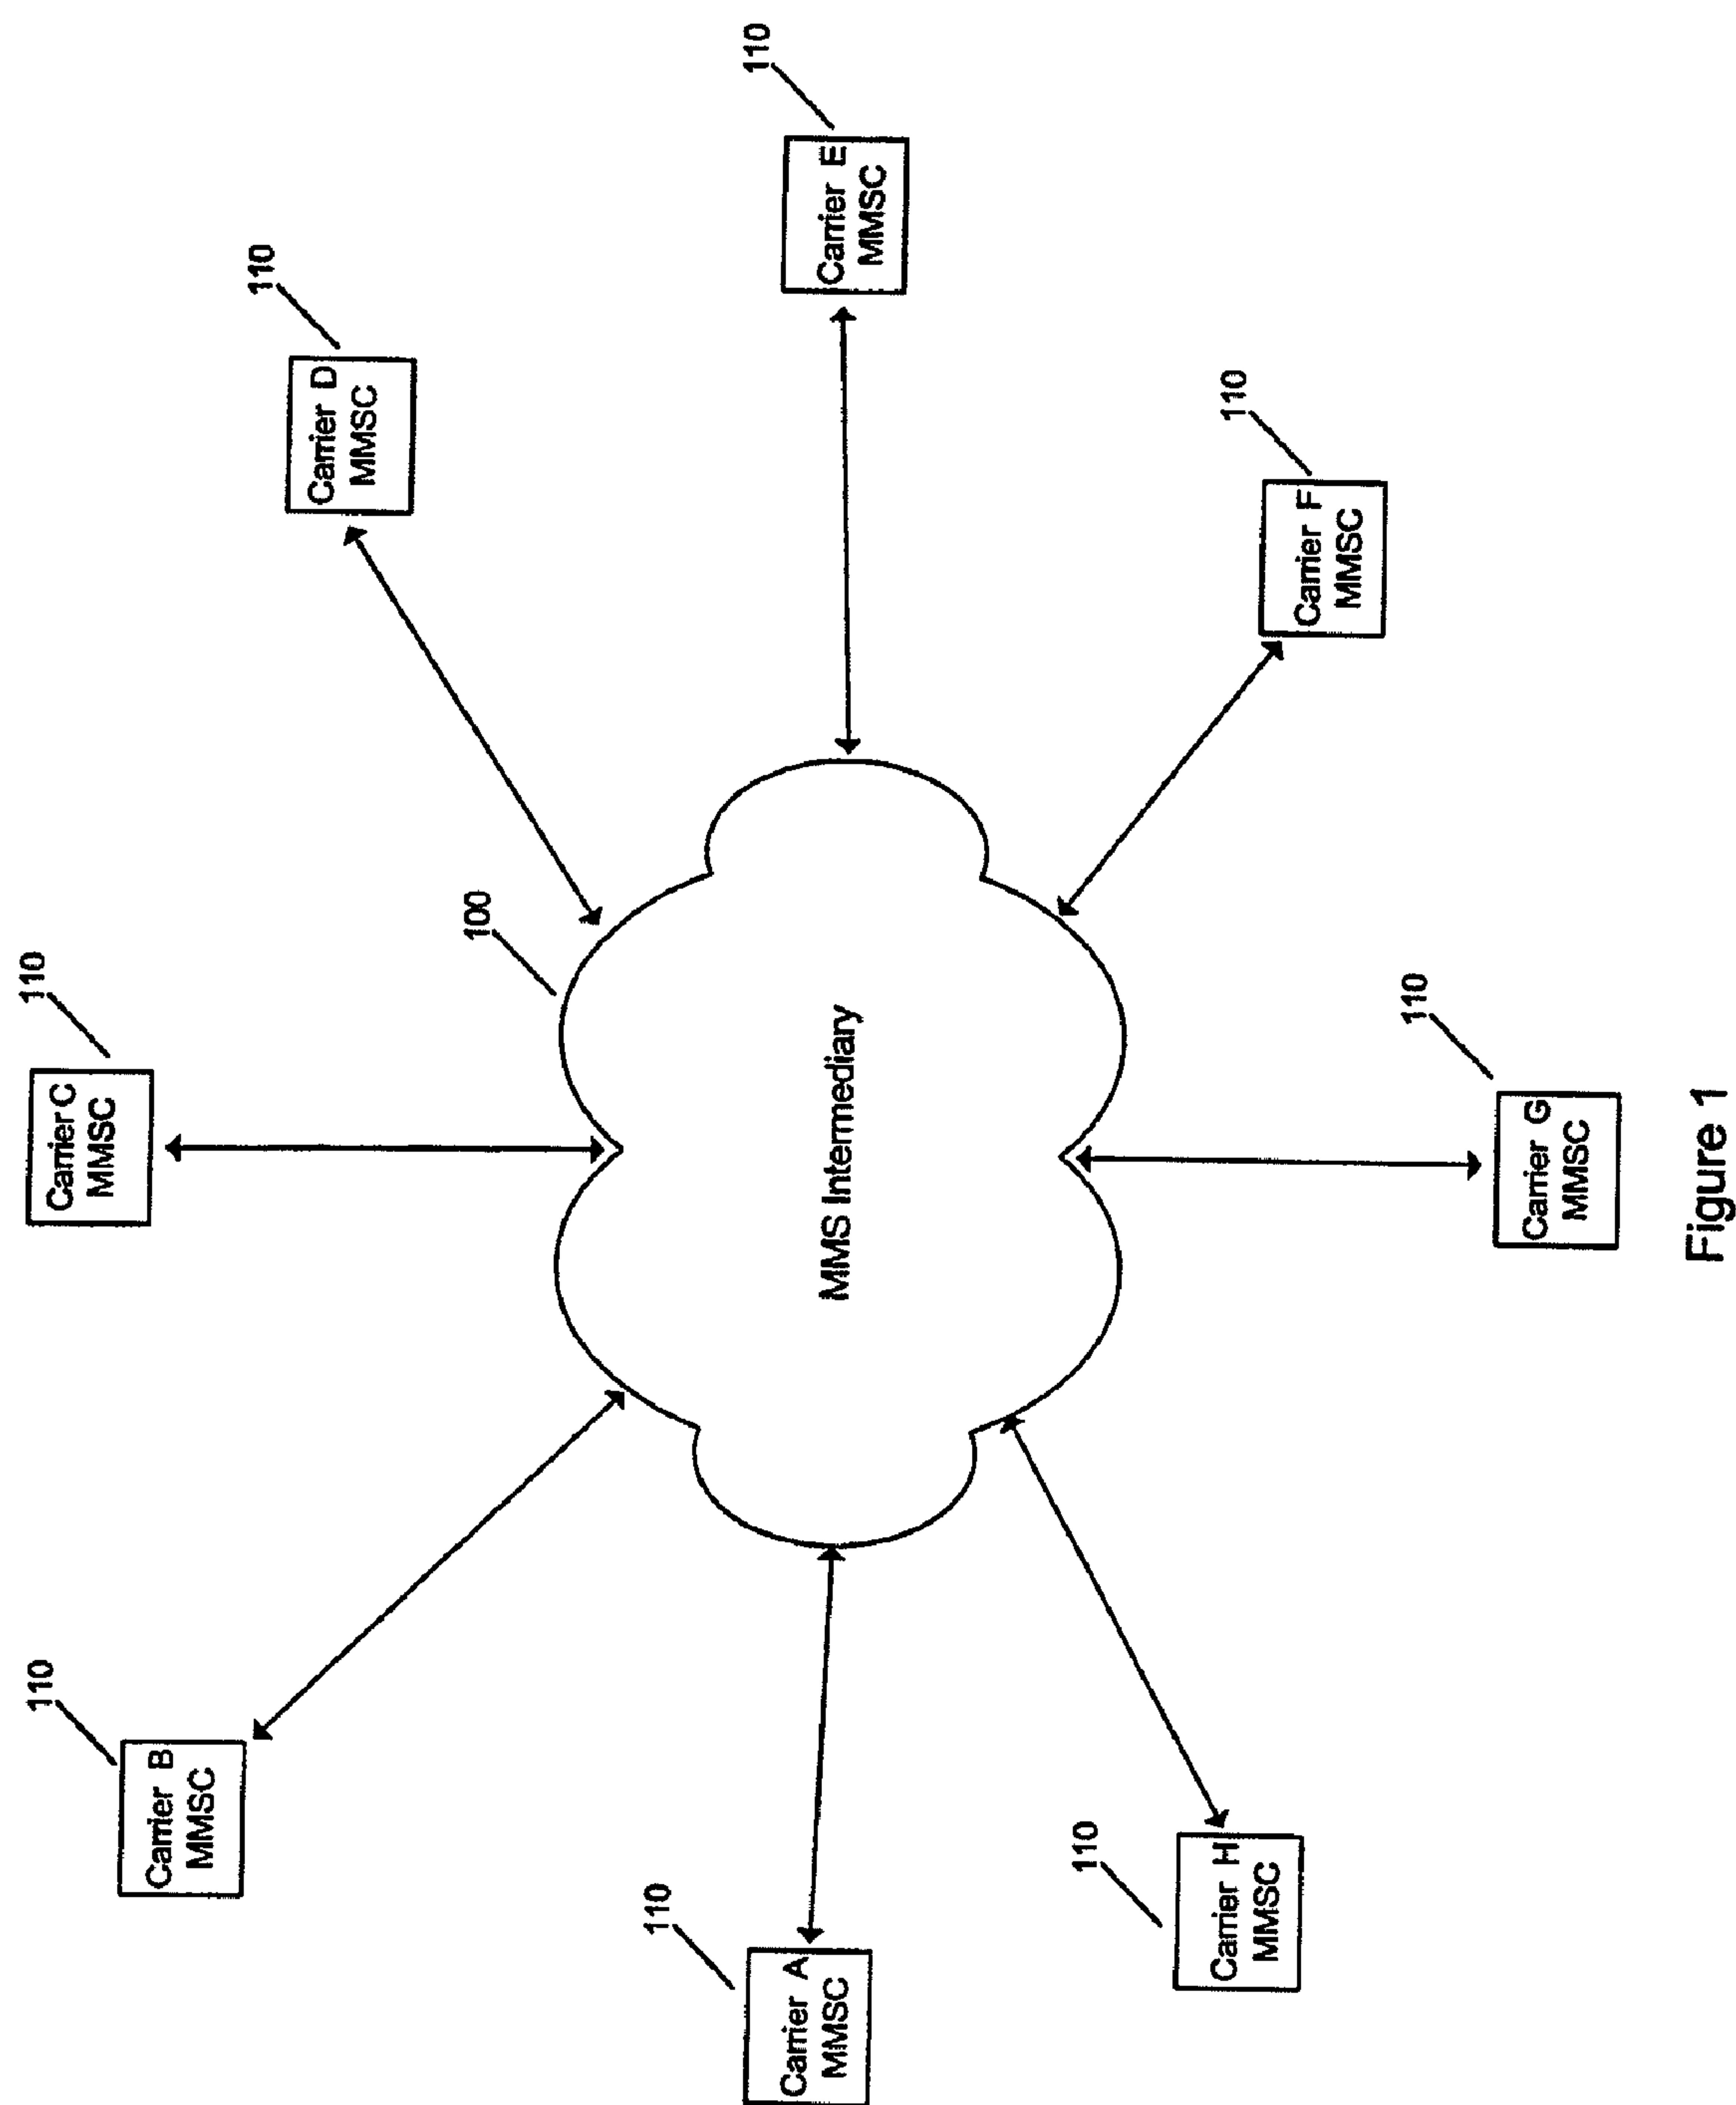 110
Carrier B
MMSC
110
Carrier C
MMSC
110
Carrier D
MMSC
110
Carrier A
MMSC
100
MMS Intermediary
110
Carrier E
MMSC
110
Carrier H
MMSC
110
Carrier G
MMSC
110
Carrier F
MMSC
Figure 1